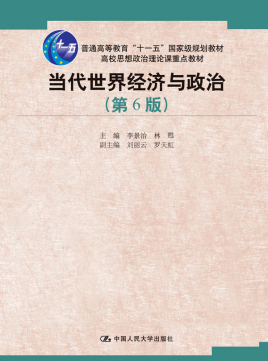 十一五
普通高等教育“十一五”国家级规划教材
高校思想政治理论课重点教材
当代世界经济与政治
（第6版）
主 编 李景治 林 甦
副主编 刘丽云 罗天虹
中国人民大学出版社